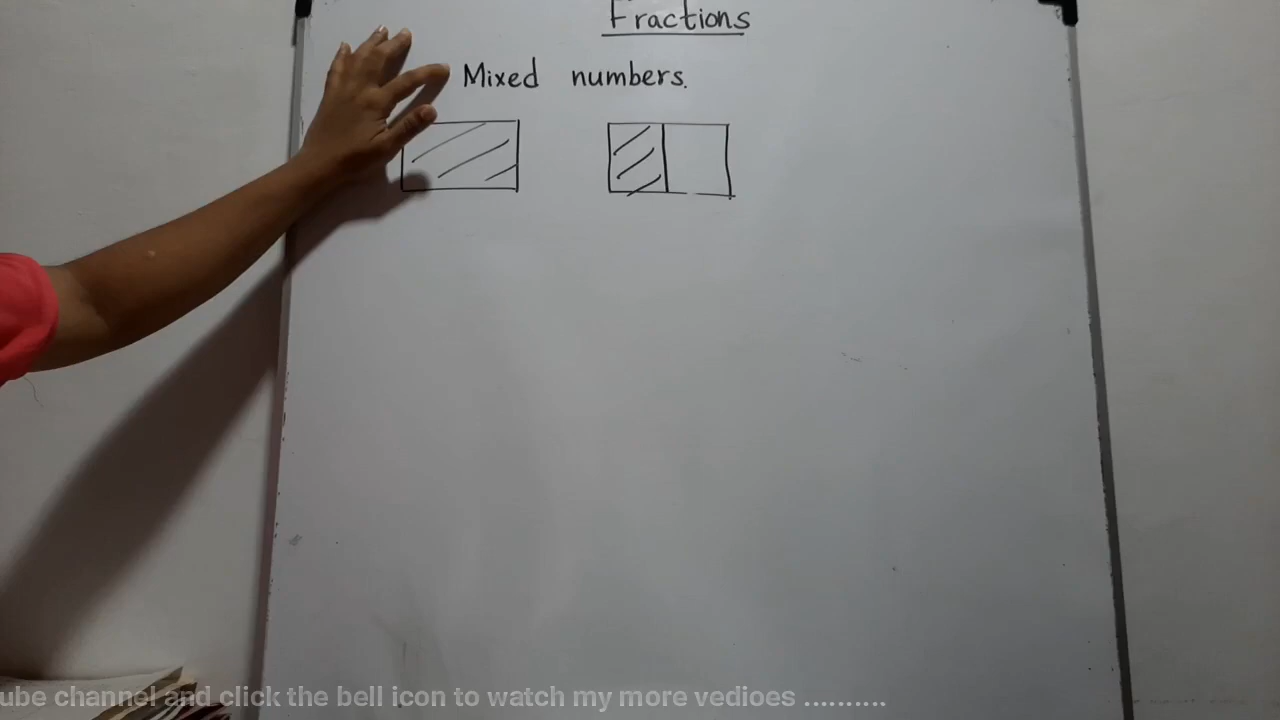 Fractions
Mixed numbers.
ube channel and click the bell icon to watch my more vedioes ..........